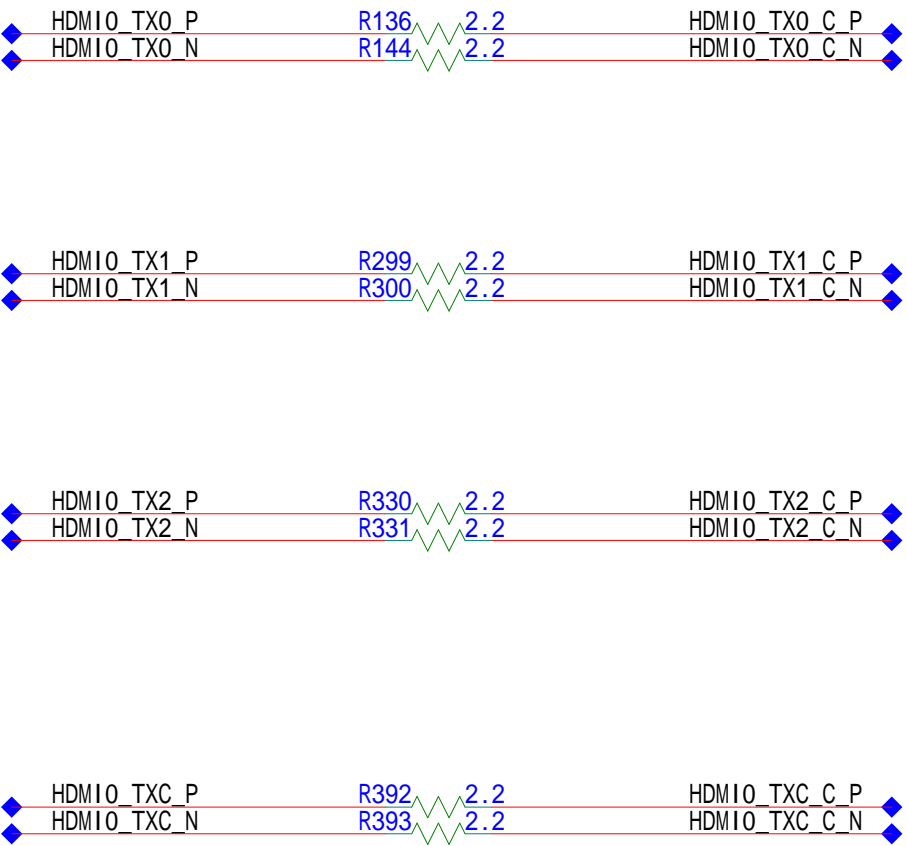 HDMI0_TX0_P R136 2.2 HDMI0_TX0_C_P
HDMI0_TX0_N R144 2.2 HDMI0_TX0_C_N
HDMI0_TX1_P R299 2.2 HDMI0_TX1_C_P
HDMI0_TX1_N R300 2.2 HDMI0_TX1_C_N
HDMI0_TX2_P R330 2.2 HDMI0_TX2_C_P
HDMI0_TX2_N R331 2.2 HDMI0_TX2_C_N
HDMI0_TXC_P R392 2.2 HDMI0_TXC_C_P
HDMI0_TXC_N R393 2.2 HDMI0_TXC_C_N